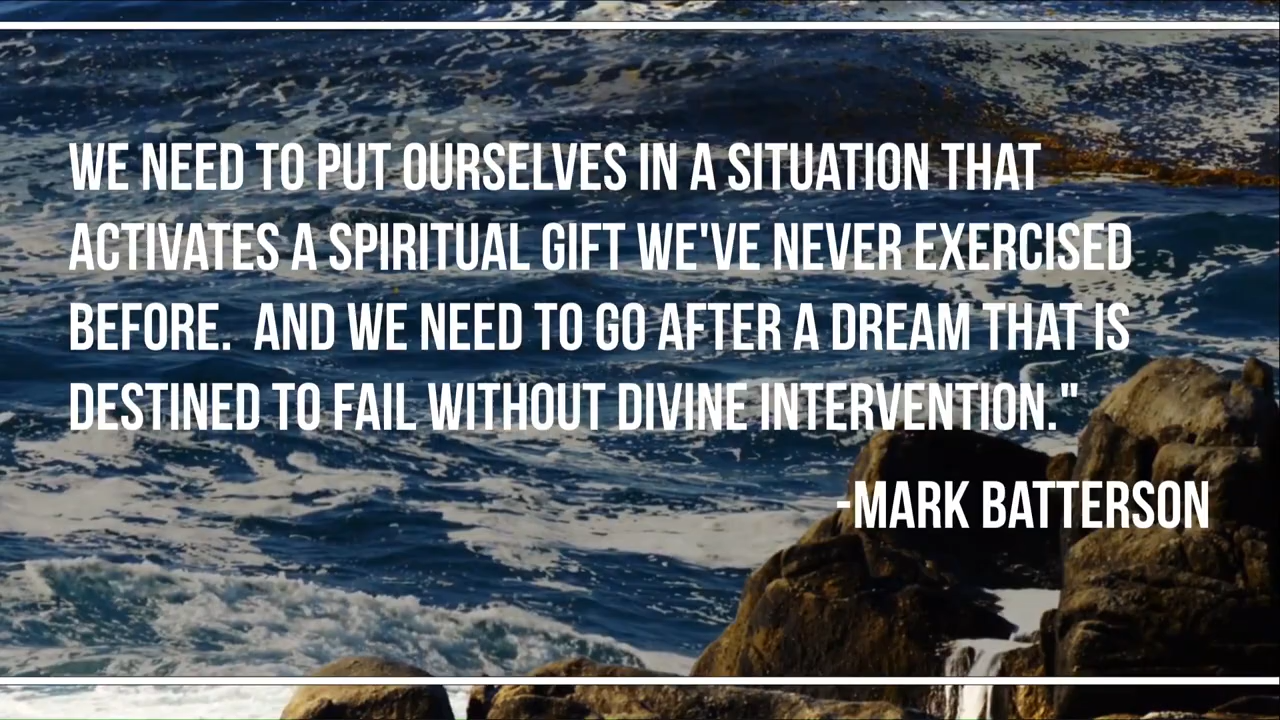 WE NEED TO PUT OURSELVES IN A SITUATION THAT
ACTIVATES A SPIRITUAL GIFT WE'VE NEVER EXERCISED
BEFORE.  AND WE NEED TO GO AFTER A DREAM THAT IS
DESTINED TO FAIL WITHOUT DIVINE INTERVENTION."
-MARK BATTERSON